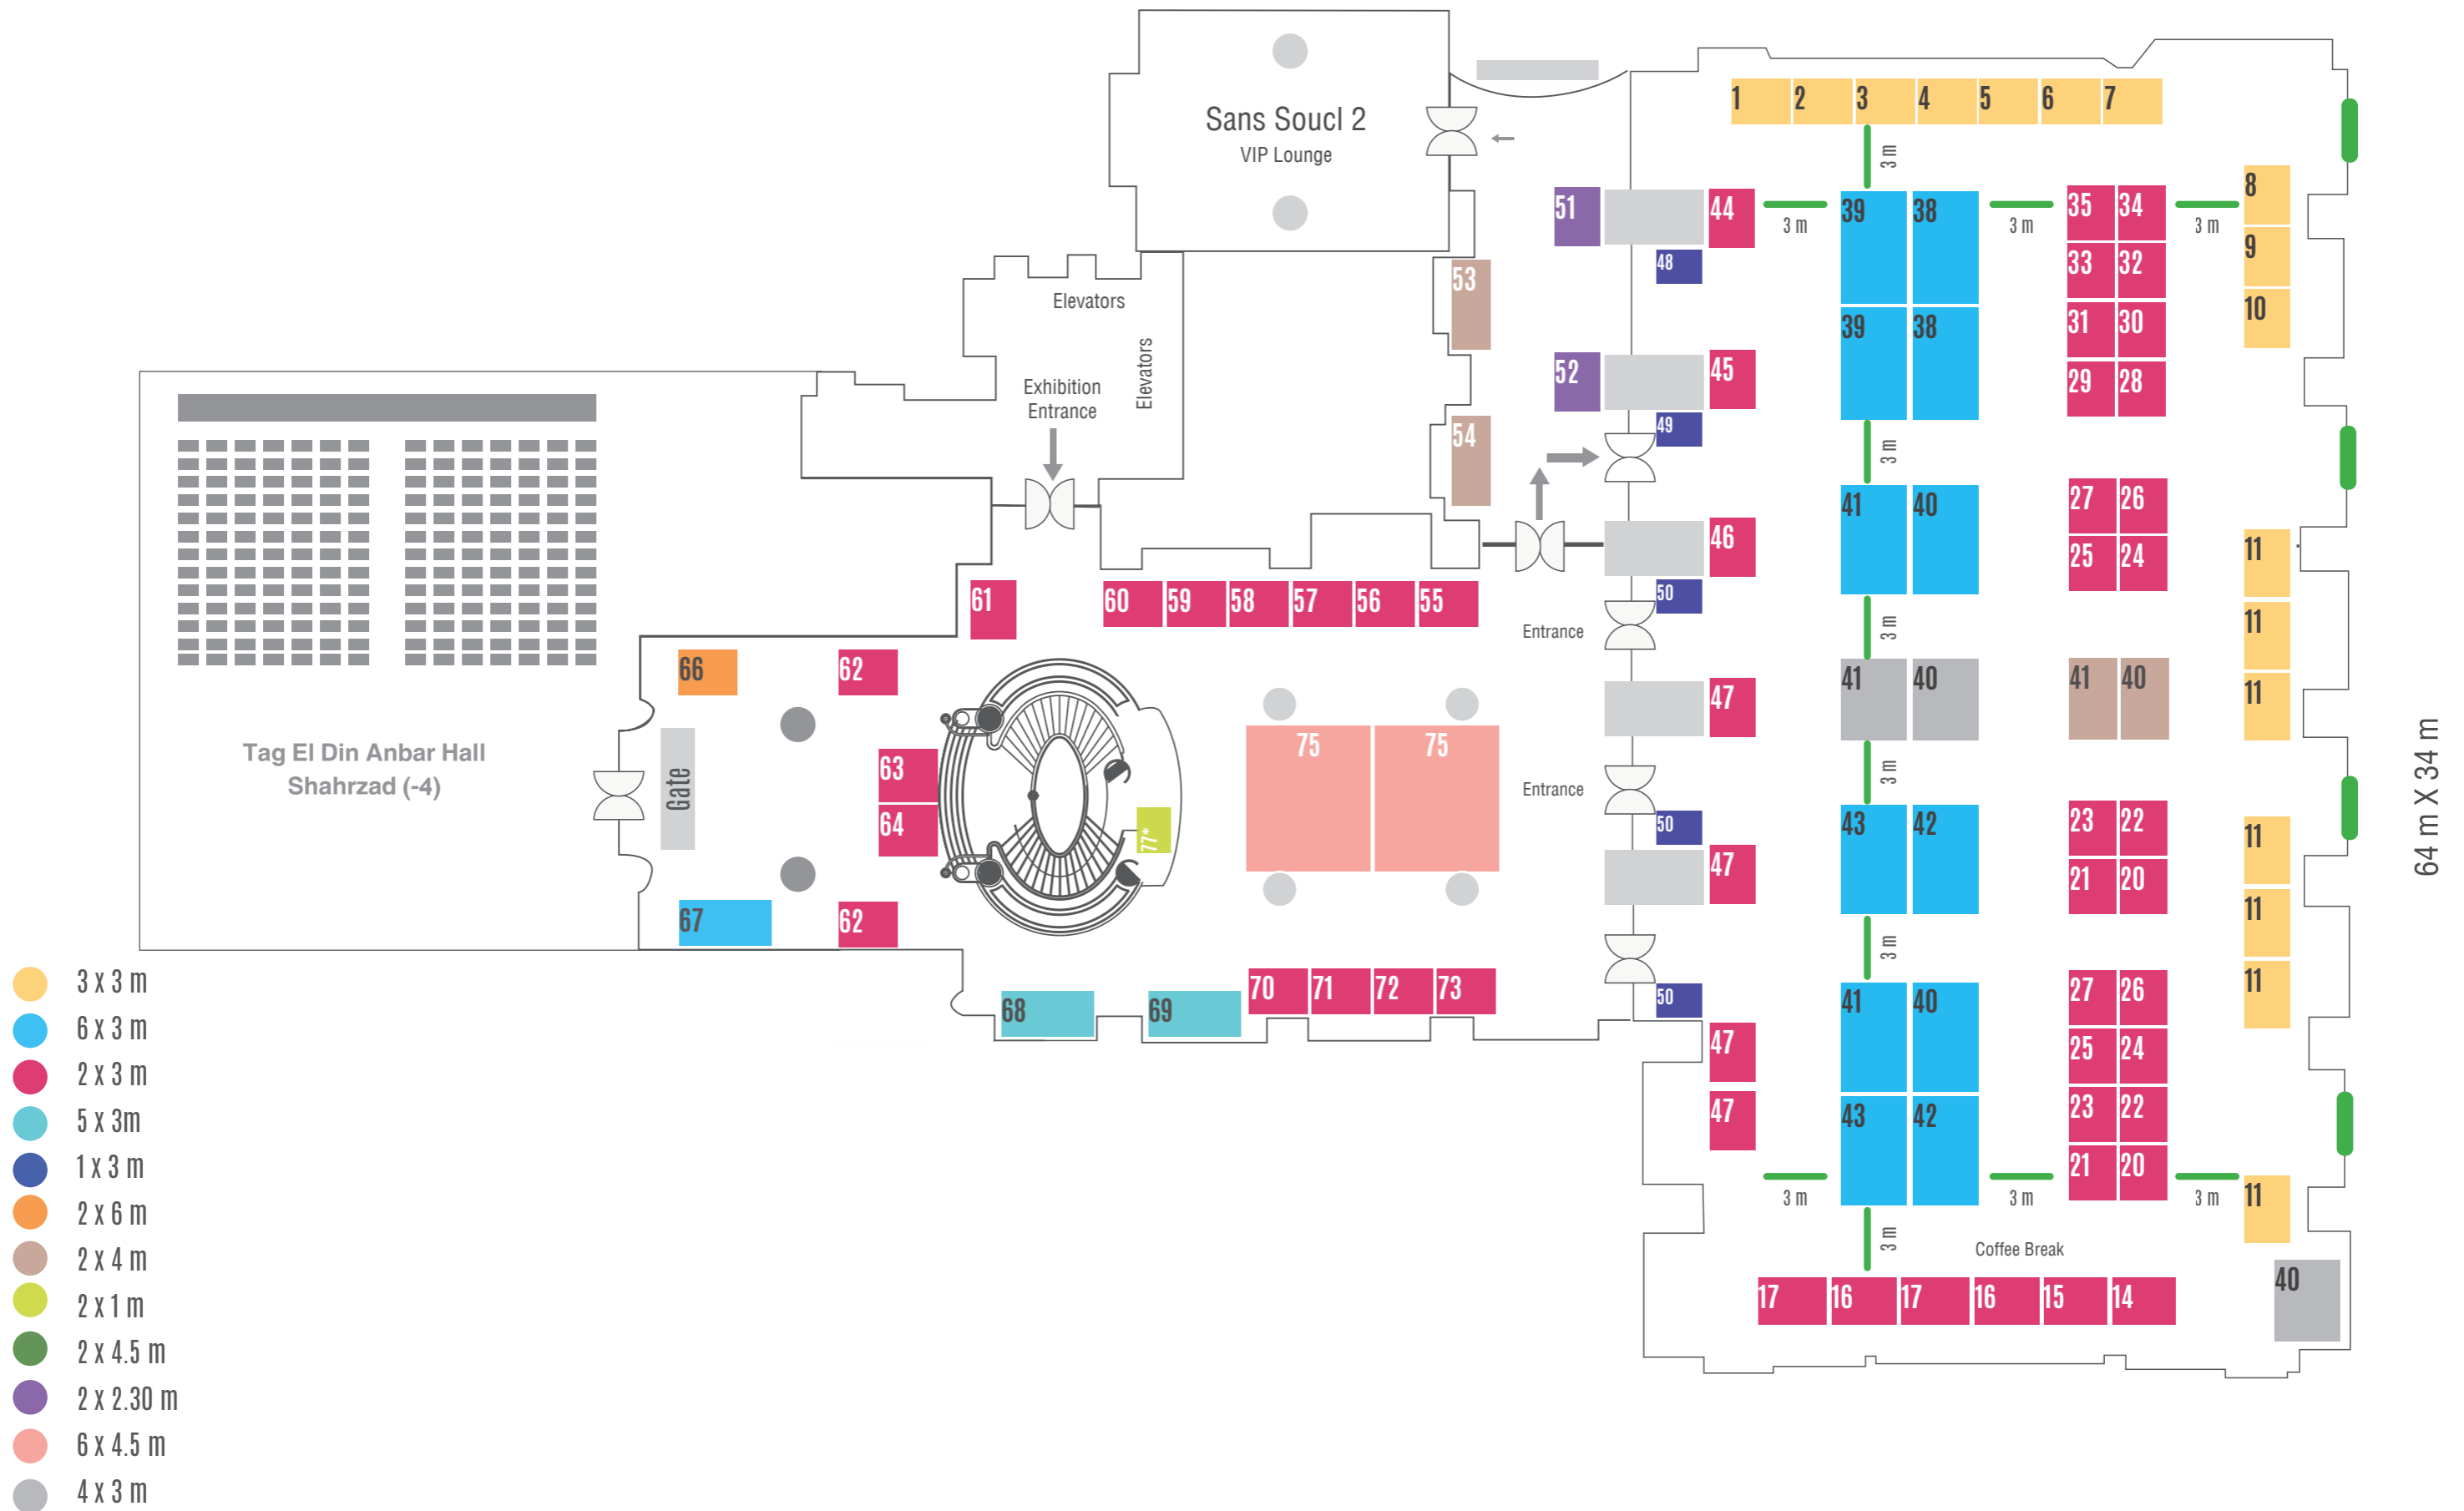 Sans Soucl 2
VIP Lounge
1 2 3 4 5 6 7
3 m
8
9
10
51
44
3 m
39 38
3 m
35 34
3 m
48
33 32
53
Elevators
Elevators
39 38
31 30
52
45
29 28
Exhibition
Entrance
49
54
3 m
41 40
27 26
46
25 24
11
61
60 59 58 57 56 55
50
Entrance
3 m
11
66
62
41 40
41 40
11
47
Tag El Din Anbar Hall
Shahrzad (-4)
Gate
63
64
75 75
77*
Entrance
3 m
50
43 42
23 22
11
47
21 20
11
67
62
3 m
11
68
69
70 71 72 73
50
41 40
27 26
47
25 24
47
43 42
23 22
21 20
3 m
3 m
3 m
11
3 m
Coffee Break
40
17 16 17 16 15 14
64 m X 34 m
3 x 3 m
6 x 3 m
2 x 3 m
5 x 3m
1 x 3 m
2 x 6 m
2 x 4 m
2 x 1 m
2 x 4.5 m
2 x 2.30 m
6 x 4.5 m
4 x 3 m